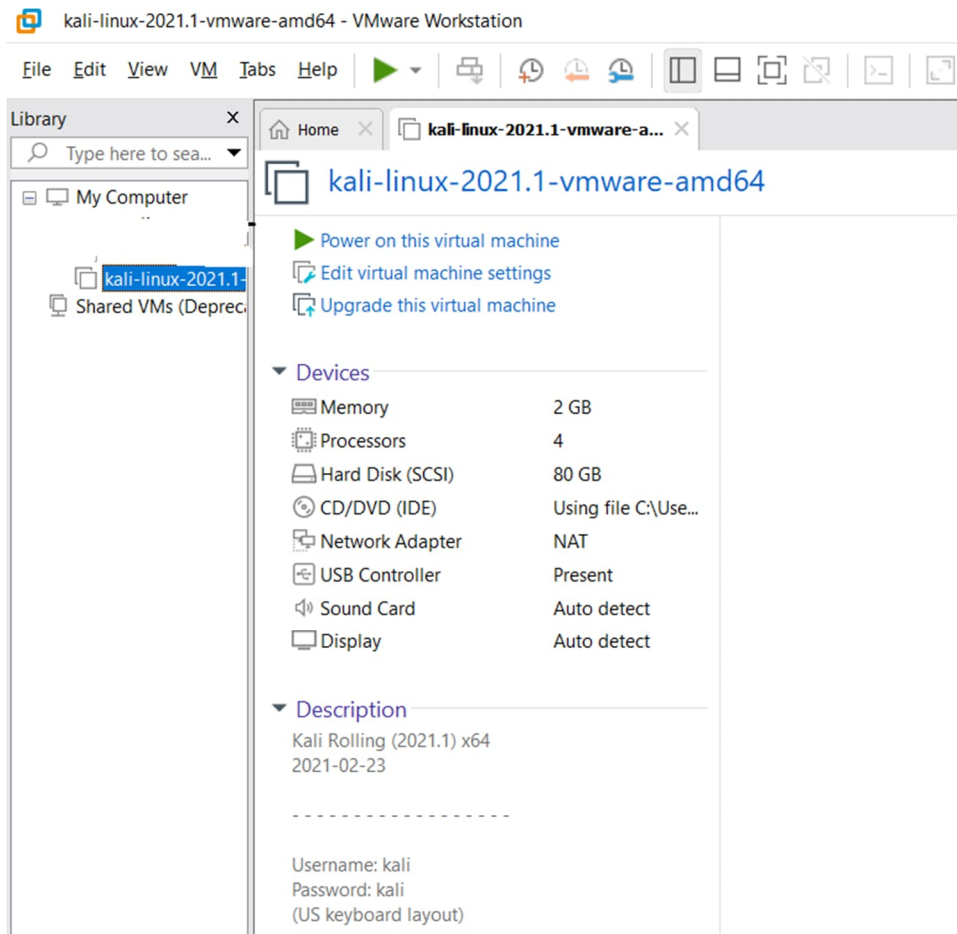 kali-linux-2021.1-vmware-amd64 - VMware Workstation
File Edit View VM Tabs Help
Library X
Type here to sea...
Home
kali-linux-2021.1-vmware-a...
My Computer
kali-linux-2021.1-
Shared VMs (Depreca
kali-linux-2021.1-vmware-amd64
Power on this virtual machine
Edit virtual machine settings
Upgrade this virtual machine
Devices
Memory 2 GB
Processors 4
Hard Disk (SCSI) 80 GB
CD/DVD (IDE) Using file C:\Use...
Network Adapter NAT
USB Controller Present
Sound Card Auto detect
Display Auto detect
Description
Kali Rolling (2021.1) x64
2021-02-23
- - - - - - - - - - - - - - - - - -
Username: kali
Password: kali
(US keyboard layout)